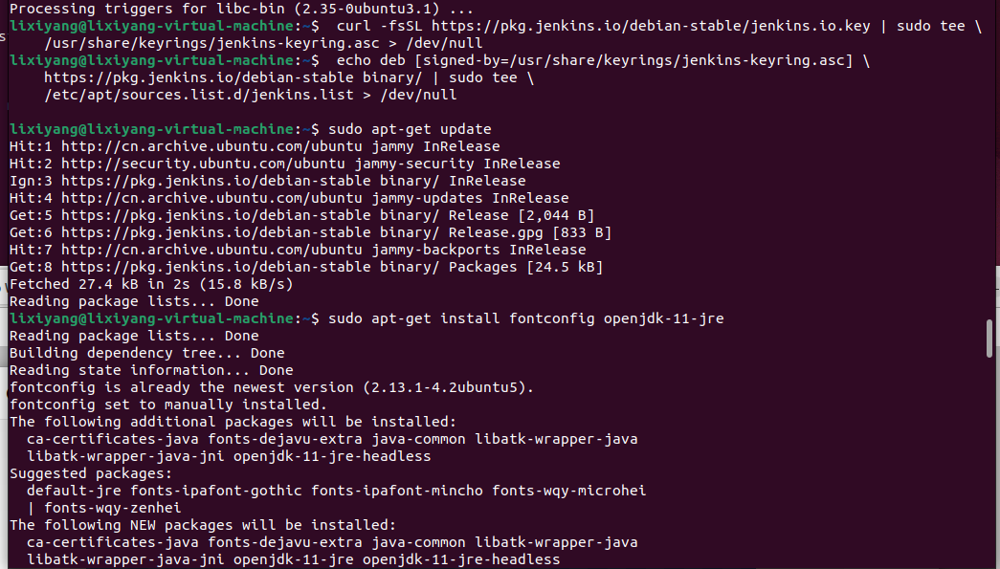 Processing triggers for libc-bin (2.35-0ubuntu3.1) ...
lixiyang@lixiyang-virtual-machine:~$  curl -fsSL https://pkg.jenkins.io/debian-stable/jenkins.io.key | sudo tee \
    /usr/share/keyrings/jenkins-keyring.asc > /dev/null
lixiyang@lixiyang-virtual-machine:~$  echo deb [signed-by=/usr/share/keyrings/jenkins-keyring.asc] \
    https://pkg.jenkins.io/debian-stable binary/ | sudo tee \
    /etc/apt/sources.list.d/jenkins.list > /dev/null
lixiyang@lixiyang-virtual-machine:~$ sudo apt-get update
Hit:1 http://cn.archive.ubuntu.com/ubuntu jammy InRelease
Hit:2 http://security.ubuntu.com/ubuntu jammy-security InRelease
Ign:3 https://pkg.jenkins.io/debian-stable binary/ InRelease
Hit:4 http://cn.archive.ubuntu.com/ubuntu jammy-updates InRelease
Get:5 https://pkg.jenkins.io/debian-stable binary/ Release [2,044 B]
Get:6 https://pkg.jenkins.io/debian-stable binary/ Release.gpg [833 B]
Hit:7 http://cn.archive.ubuntu.com/ubuntu jammy-backports InRelease
Get:8 https://pkg.jenkins.io/debian-stable binary/ Packages [24.5 kB]
Fetched 27.4 kB in 2s (15.8 kB/s)
Reading package lists... Done
lixiyang@lixiyang-virtual-machine:~$ sudo apt-get install fontconfig openjdk-11-jre
Reading package lists... Done
Building dependency tree... Done
Reading state information... Done
fontconfig is already the newest version (2.13.1-4.2ubuntu5).
fontconfig set to manually installed.
The following additional packages will be installed:
  ca-certificates-java fonts-dejavu-extra java-common libatk-wrapper-java
  libatk-wrapper-java-jni openjdk-11-jre-headless
Suggested packages:
  default-jre fonts-ipafont-gothic fonts-ipafont-mincho fonts-wqy-microhei
  | fonts-wqy-zenhei
The following NEW packages will be installed:
  ca-certificates-java fonts-dejavu-extra java-common libatk-wrapper-java
  libatk-wrapper-java-jni openjdk-11-jre openjdk-11-jre-headless